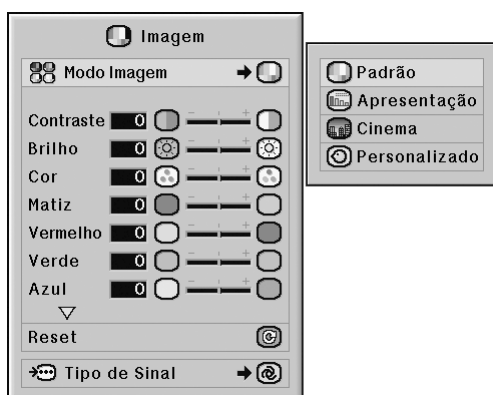 Imagem
Modo Imagem
Contraste 0 - +
Brilho 0 - +
Cor 0 - +
Matiz 0 - +
Vermelho 0 - +
Verde 0 - +
Azul 0 - +
Reset
Tipo de Sinal
Padrão
Apresentação
Cinema
Personalizado